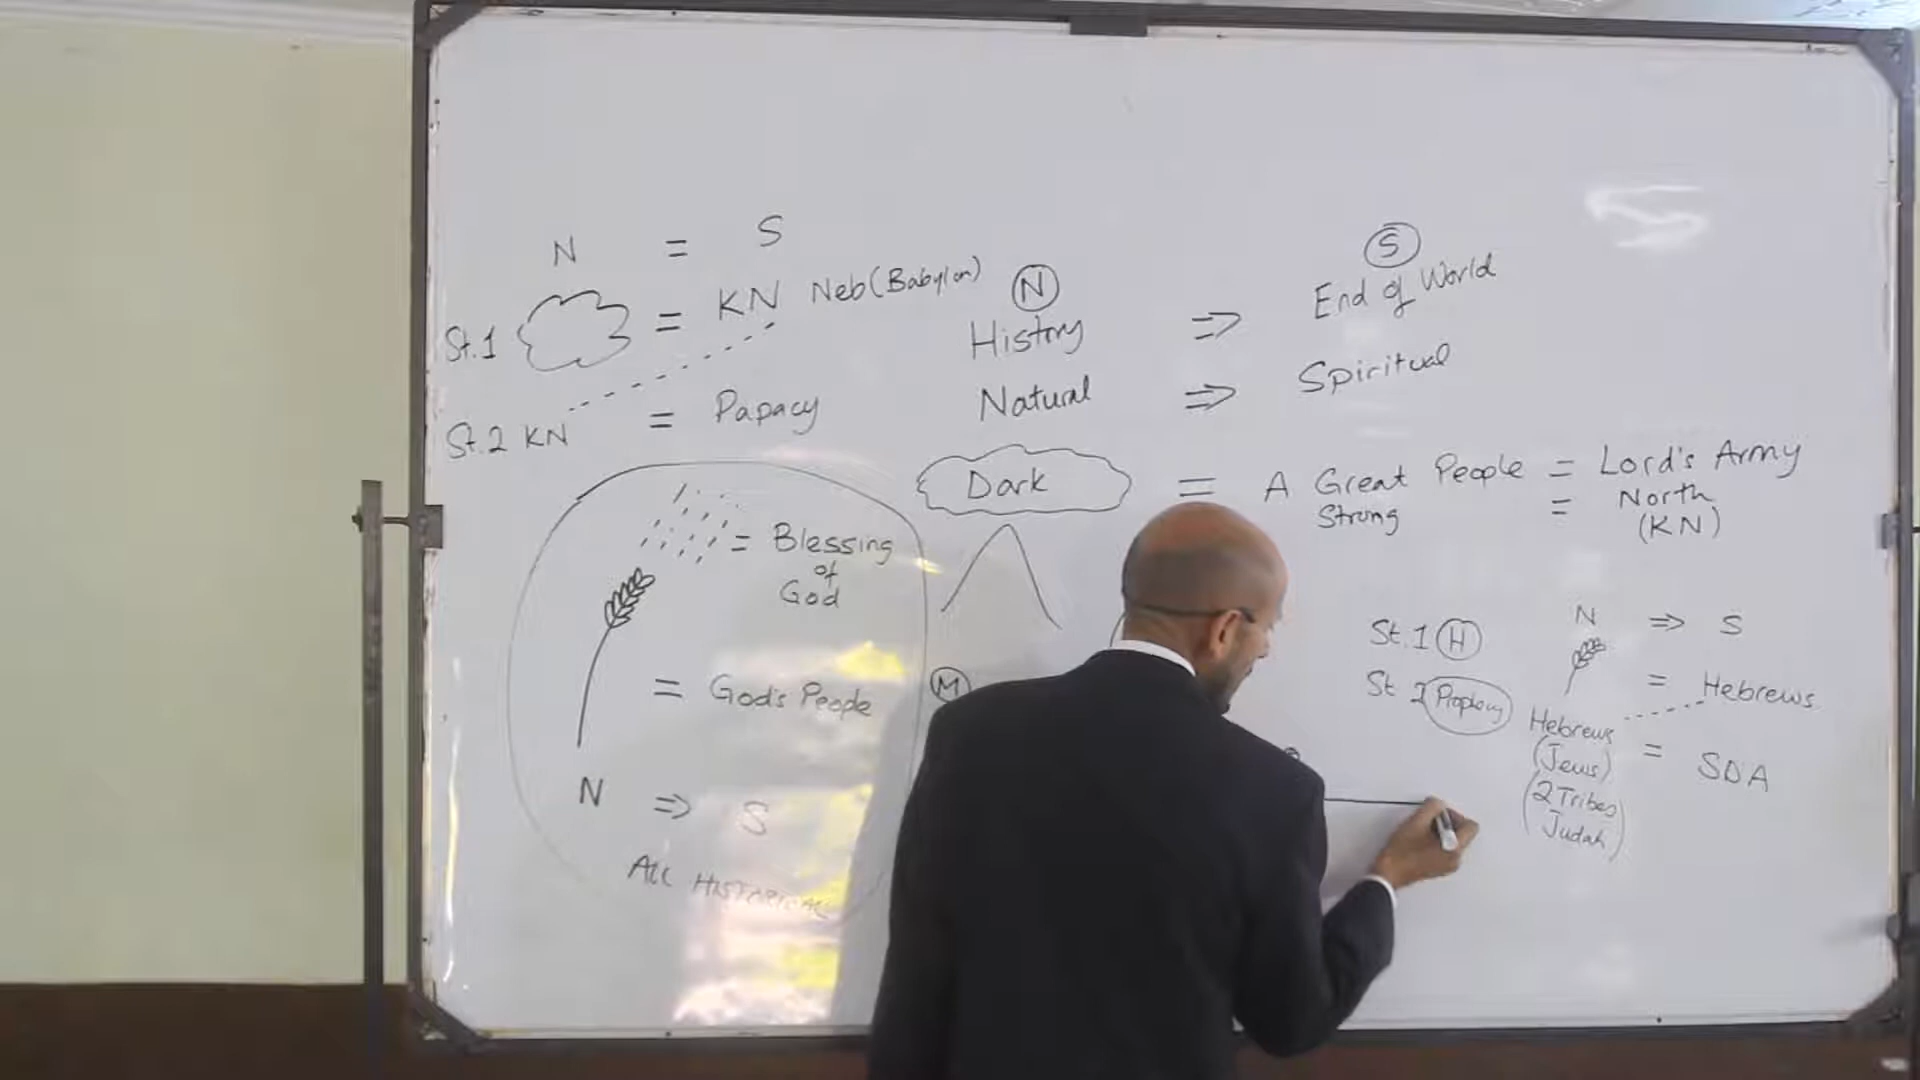 N = S
St.1 = KN Neb(Babylon)
St.2 KN = Papacy
= Blessing
of
God
= God's People
N ⇒ S
ALL HISTORICAL
N
History ⇒ End of World
S
Natural ⇒ Spiritual
Dark = A Great People = Lord's Army
Strong = North
(KN)
M
N ⇒ S
St.1 H
= Hebrews
St 2 Prophecy
Hebrews
(Jews) = SDA
(2 Tribes
Judah)